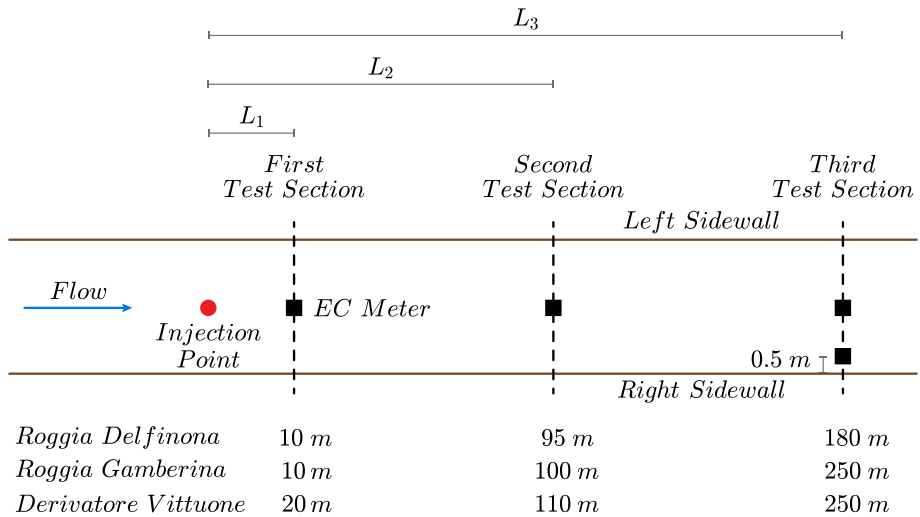 L3
L2
L1
First
Test Section
Second
Test Section
Third
Test Section
Left Sidewall
Flow
EC Meter
Injection
Point
0.5 m
Right Sidewall
Roggia Delfinona 10 m 95 m 180 m
Roggia Gamberina 10 m 100 m 250 m
Derivatore Vittuone 20 m 110 m 250 m